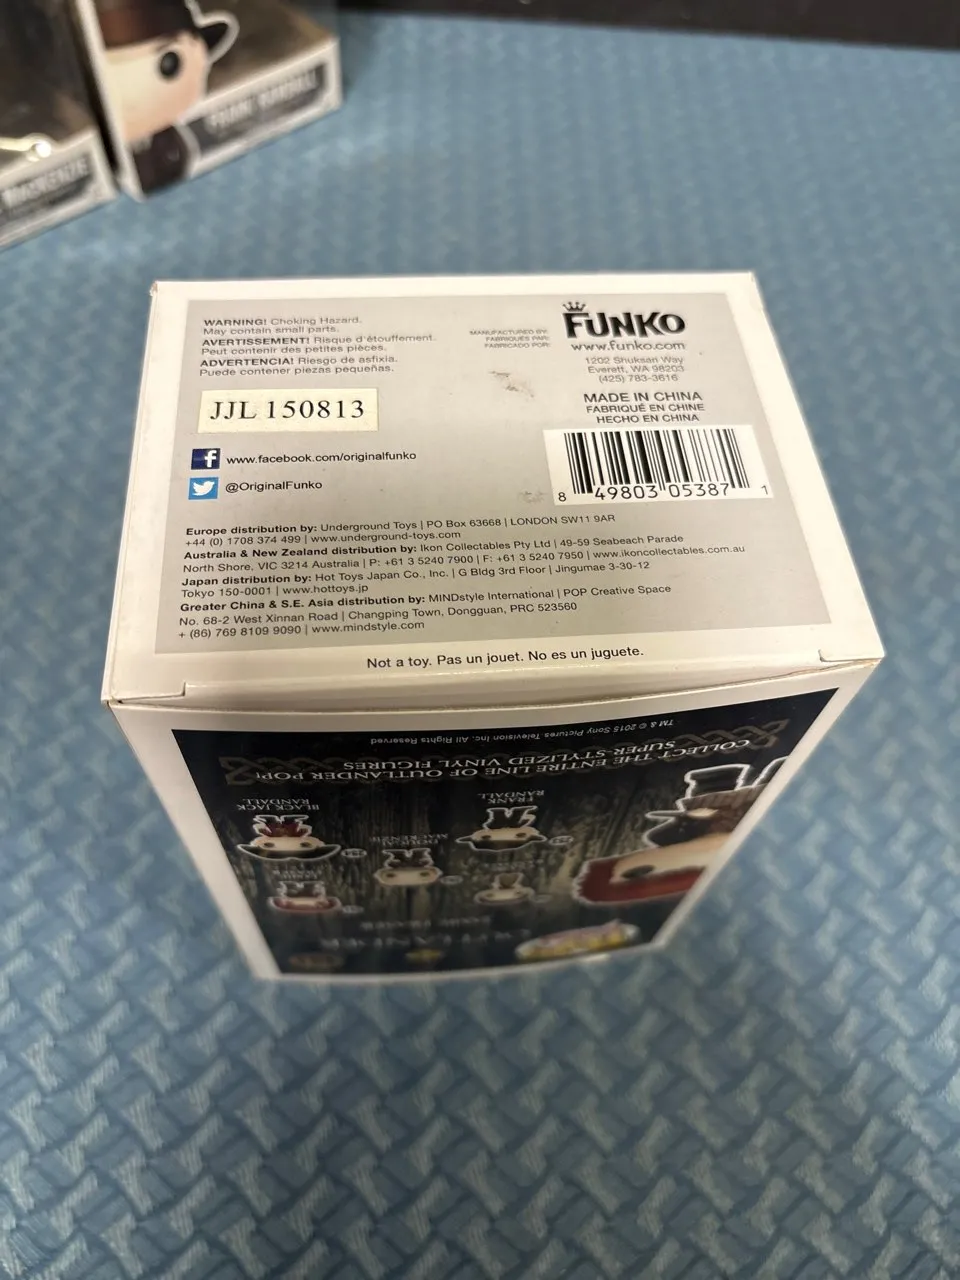 "FRANK" RANDALL
MACKENZIE
WARNING! Choking Hazard.
May contain small parts.
AVERTISSEMENT! Risque d'étouffement.
Peut contenir des petites pièces.
ADVERTENCIA! Riesgo de asfixia.
Puede contener piezas pequeñas.
MANUFACTURED BY:
FABRIQUÉS PAR:
FABRICADO POR:
FUNKO
www.funko.com
1202 Shuksan Way
Everett, WA 98203
(425) 783-3616
MADE IN CHINA
FABRIQUÉ EN CHINE
HECHO EN CHINA
JJL 150813
f www.facebook.com/originalfunko
@OriginalFunko
8 49803 05387 1
Europe distribution by: Underground Toys | PO Box 63668 | LONDON SW11 9AR
+44 (0) 1708 374 499 | www.underground-toys.com
Australia & New Zealand distribution by: Ikon Collectables Pty Ltd | 49-59 Seabeach Parade
North Shore, VIC 3214 Australia | P: +61 3 5240 7900 | F: +61 3 5240 7950 | www.ikoncollectables.com.au
Japan distribution by: Hot Toys Japan Co., Inc. | G Bldg 3rd Floor | Jingumae 3-30-12
Tokyo 150-0001 | www.hottoys.jp
Greater China & S.E. Asia distribution by: MINDstyle International | POP Creative Space
No. 68-2 West Xinnan Road | Changping Town, Dongguan, PRC 523560
+ (86) 769 8109 9090 | www.mindstyle.com
Not a toy. Pas un jouet. No es un juguete.
TM & © 2015 Sony Pictures Television Inc. All Rights Reserved
COLLECT THE ENTIRE LINE OF OUTLANDER POP!
SUPER-STYLIZED VINYL FIGURES
BLACK JACK
RANDALL
FRANK
RANDALL
DOUGAL
MACKENZIE
JAMIE
FRASER
OUTLANDER